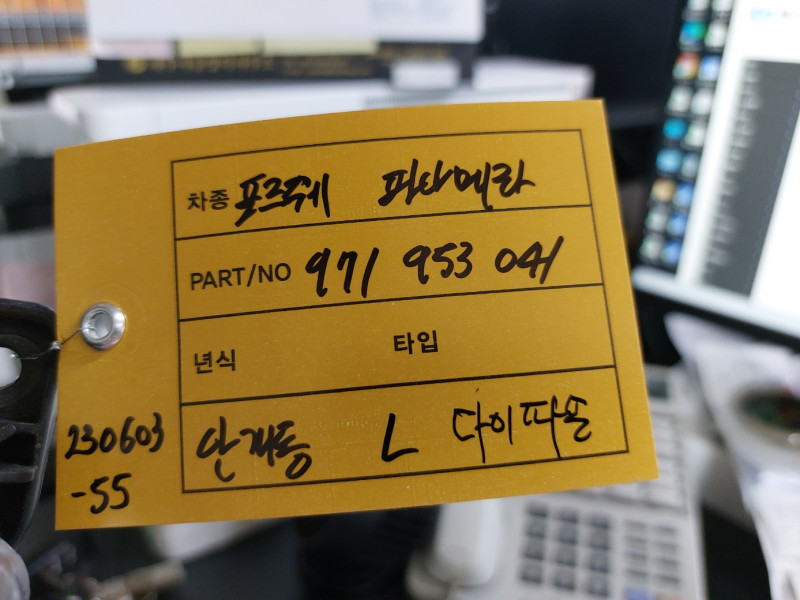 차종 포르쉐 파나메라
PART/NO 971 953 041
년식 타입
안개등 L 다이따온
230603
-55